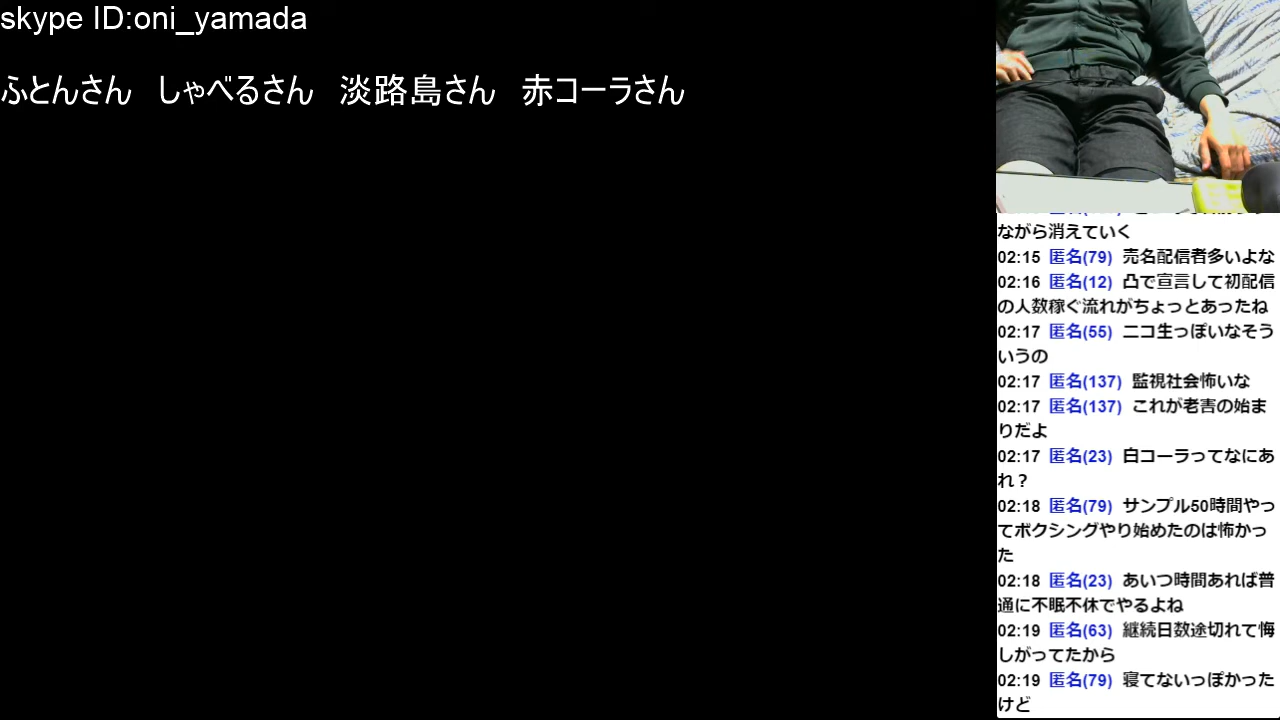 skype ID:oni_yamada
ふとんさん　しゃべるさん　淡路島さん　赤コーラさん
ながら消えていく
02:15 匿名(79) 売名配信者多いよな
02:16 匿名(12) 凸で宣言して初配信
の人数稼ぐ流れがちょっとあったね
02:17 匿名(55) ニコ生っぽいなそう
いうの
02:17 匿名(137) 監視社会怖いな
02:17 匿名(137) これが老害の始ま
りだよ
02:17 匿名(23) 白コーラってなにあ
れ？
02:18 匿名(79) サンプル50時間やっ
てボクシングやり始めたのは怖かっ
た
02:18 匿名(23) あいつ時間あれば普
通に不眠不休でやるよね
02:19 匿名(63) 継続日数途切れて悔
しがってたから
02:19 匿名(79) 寝てないっぽかった
けど